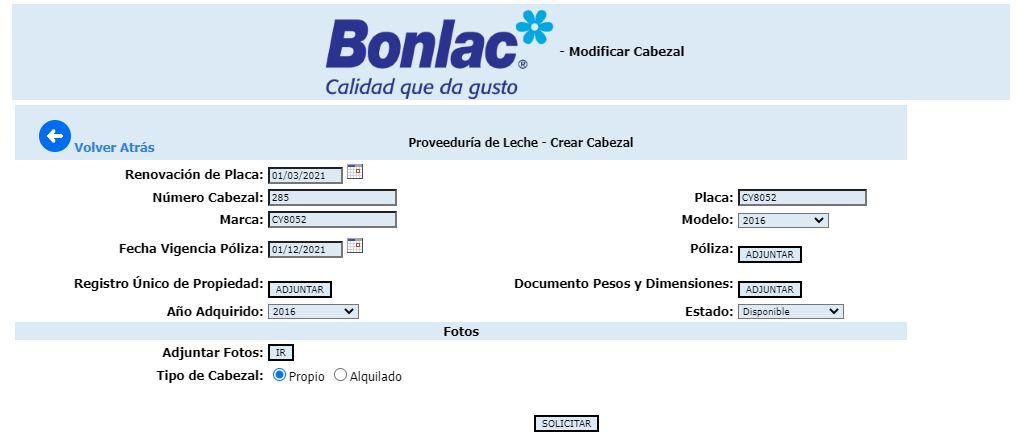 Bonlac®
Calidad que da gusto
- Modificar Cabezal
Volver Atrás
Proveeduría de Leche - Crear Cabezal
Renovación de Placa: 01/03/2021
Número Cabezal: 285 Placa: CY8052
Marca: CY8052 Modelo: 2016
Fecha Vigencia Póliza: 01/12/2021 Póliza: ADJUNTAR
Registro Único de Propiedad: ADJUNTAR Documento Pesos y Dimensiones: ADJUNTAR
Año Adquirido: 2016 Estado: Disponible
Fotos
Adjuntar Fotos: IR
Tipo de Cabezal: Propio Alquilado
SOLICITAR